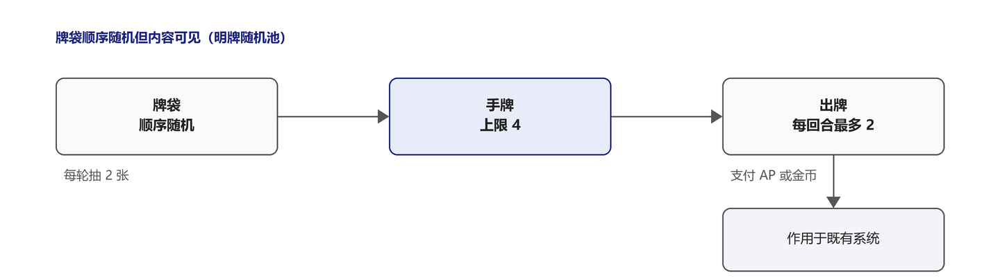 牌袋顺序随机但内容可见（明牌随机池）
牌袋
顺序随机
手牌
上限 4
出牌
每回合最多 2
每轮抽 2 张
支付 AP 或金币
作用于既有系统